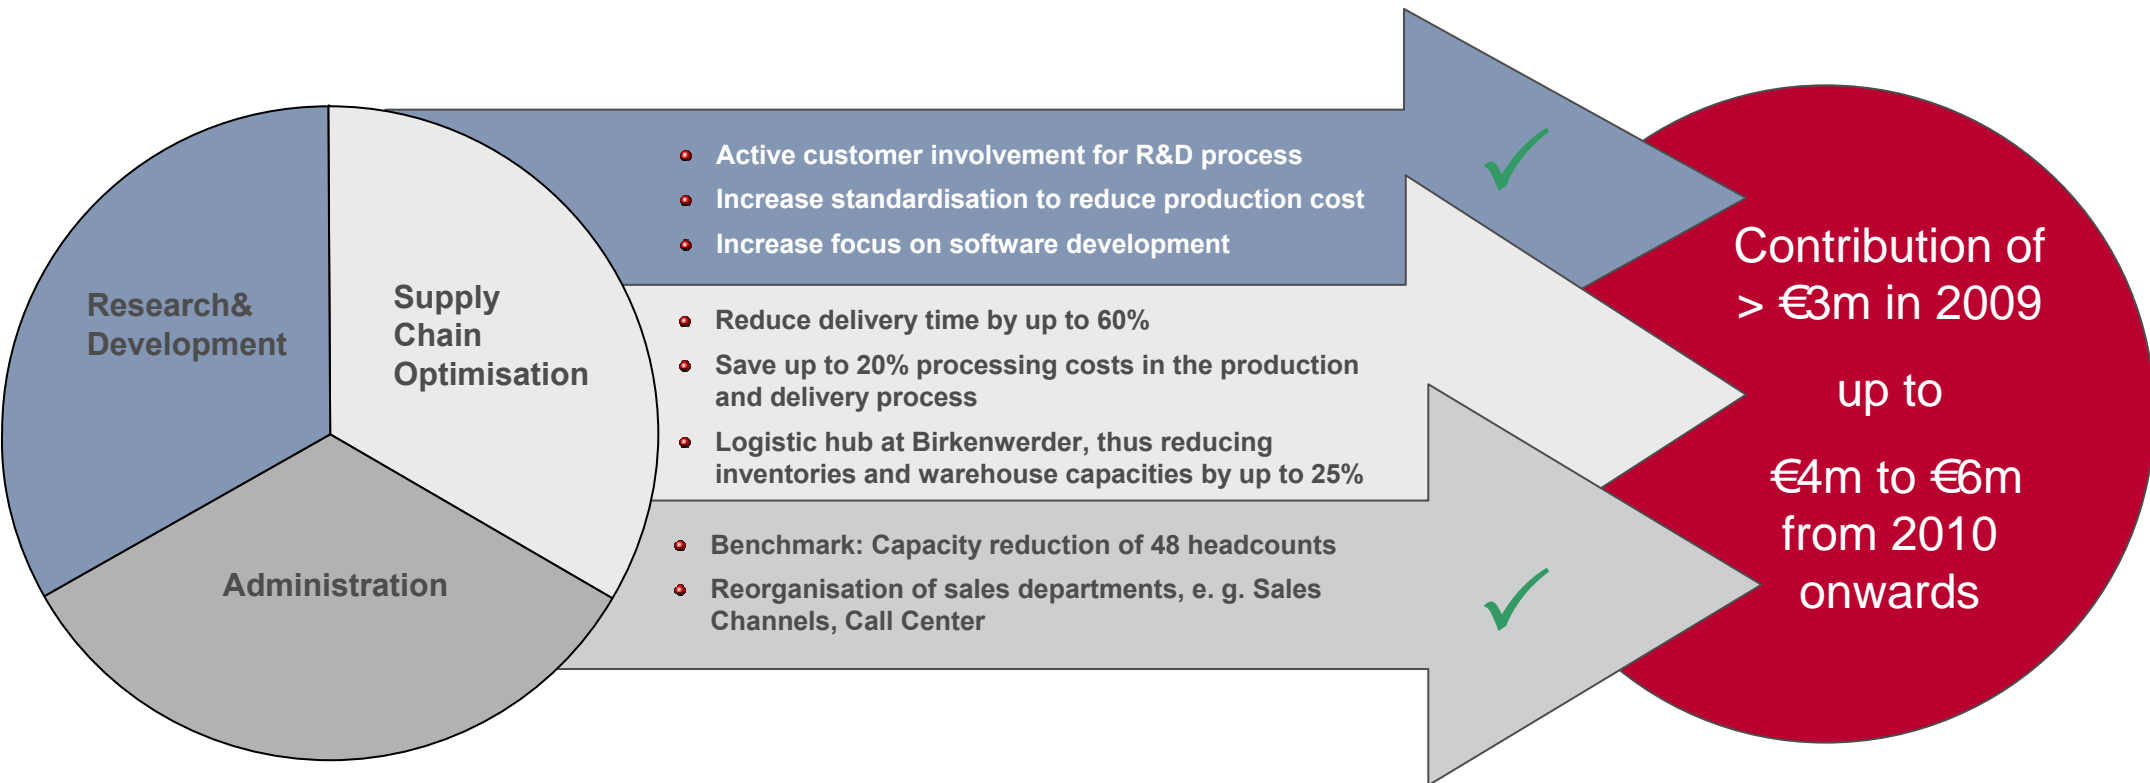 Research&
Development
Supply
Chain
Optimisation
Administration
Active customer involvement for R&D process
Increase standardisation to reduce production cost
Increase focus on software development
Reduce delivery time by up to 60%
Save up to 20% processing costs in the production
and delivery process
Logistic hub at Birkenwerder, thus reducing
inventories and warehouse capacities by up to 25%
Benchmark: Capacity reduction of 48 headcounts
Reorganisation of sales departments, e. g. Sales
Channels, Call Center
Contribution of
> €3m in 2009
up to
€4m to €6m
from 2010
onwards